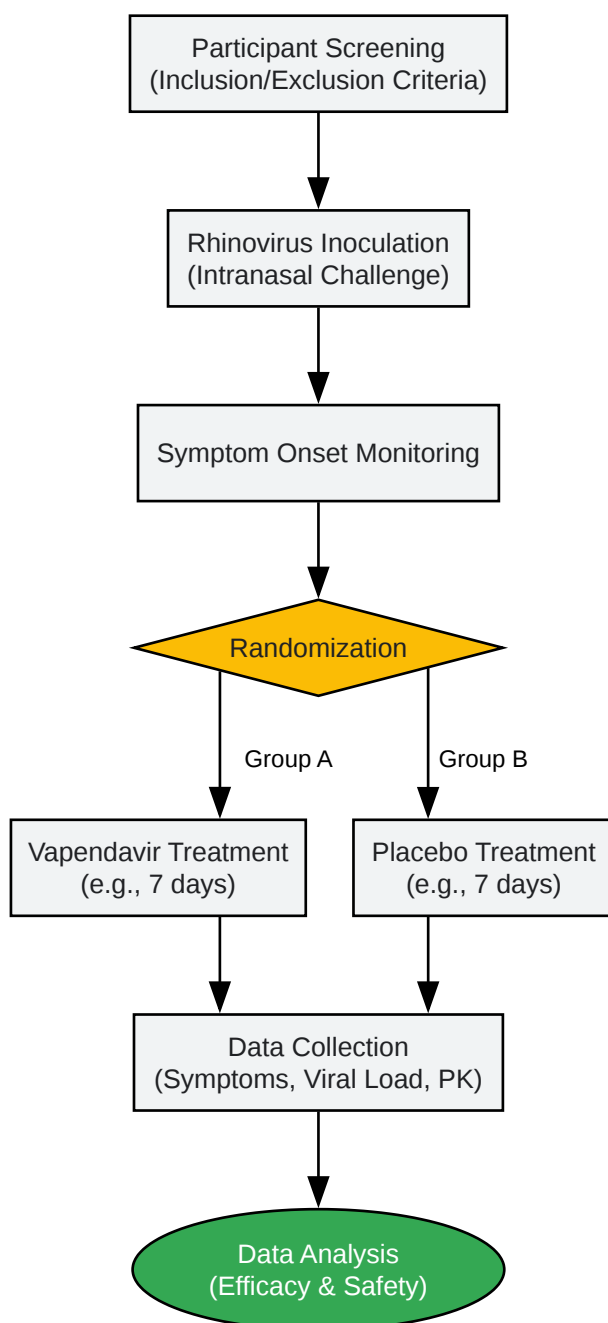 Participant Screening
(Inclusion/Exclusion Criteria)
Rhinovirus Inoculation
(Intranasal Challenge)
Symptom Onset Monitoring
Randomization
Group A
Group B
Vapendavir Treatment
(e.g., 7 days)
Placebo Treatment
(e.g., 7 days)
Data Collection
(Symptoms, Viral Load, PK)
Data Analysis
(Efficacy & Safety)